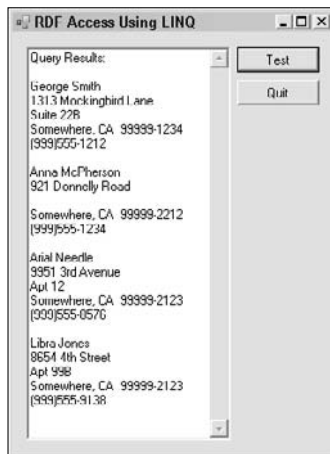 RDF Access Using LINQ
Query Results:
George Smith
1313 Mockingbird Lane
Suite 22B
Somewhere, CA 99999-1234
(999)555-1212
Anna McPherson
921 Donnelly Road
Somewhere, CA 99999-2212
(999)555-1234
Arial Needle
9951 3rd Avenue
Apt 12
Somewhere, CA 99999-2123
(999)555-0576
Libra Jones
8654 4th Street
Apt 99B
Somewhere, CA 99999-2123
(999)555-9138
Test
Quit